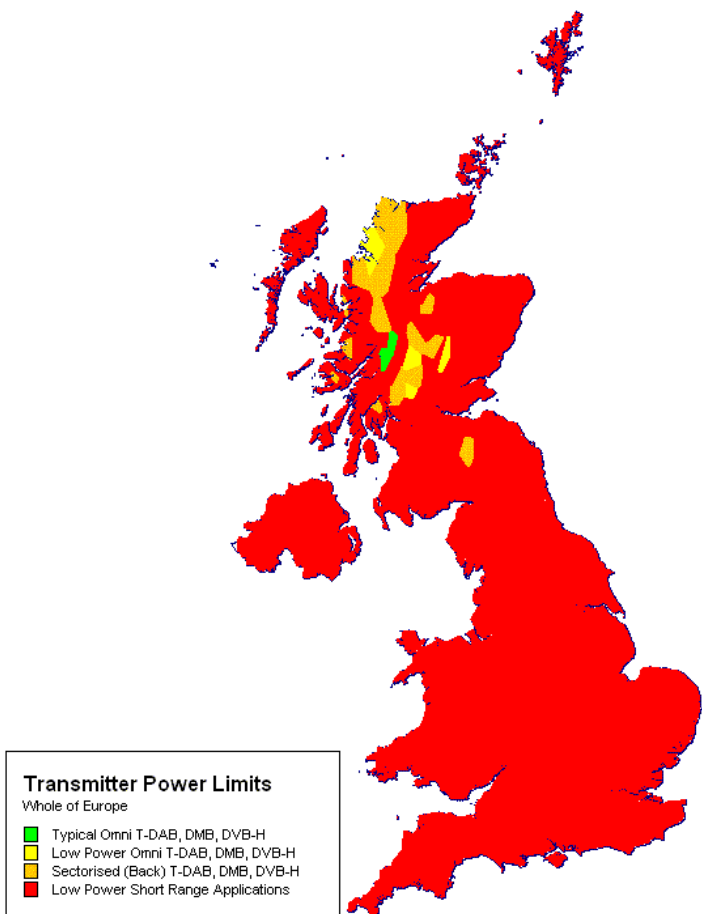 Transmitter Power Limits
Whole of Europe
Typical Omni T-DAB, DMB, DVB-H
Low Power Omni T-DAB, DMB, DVB-H
Sectorised (Back) T-DAB, DMB, DVB-H
Low Power Short Range Applications